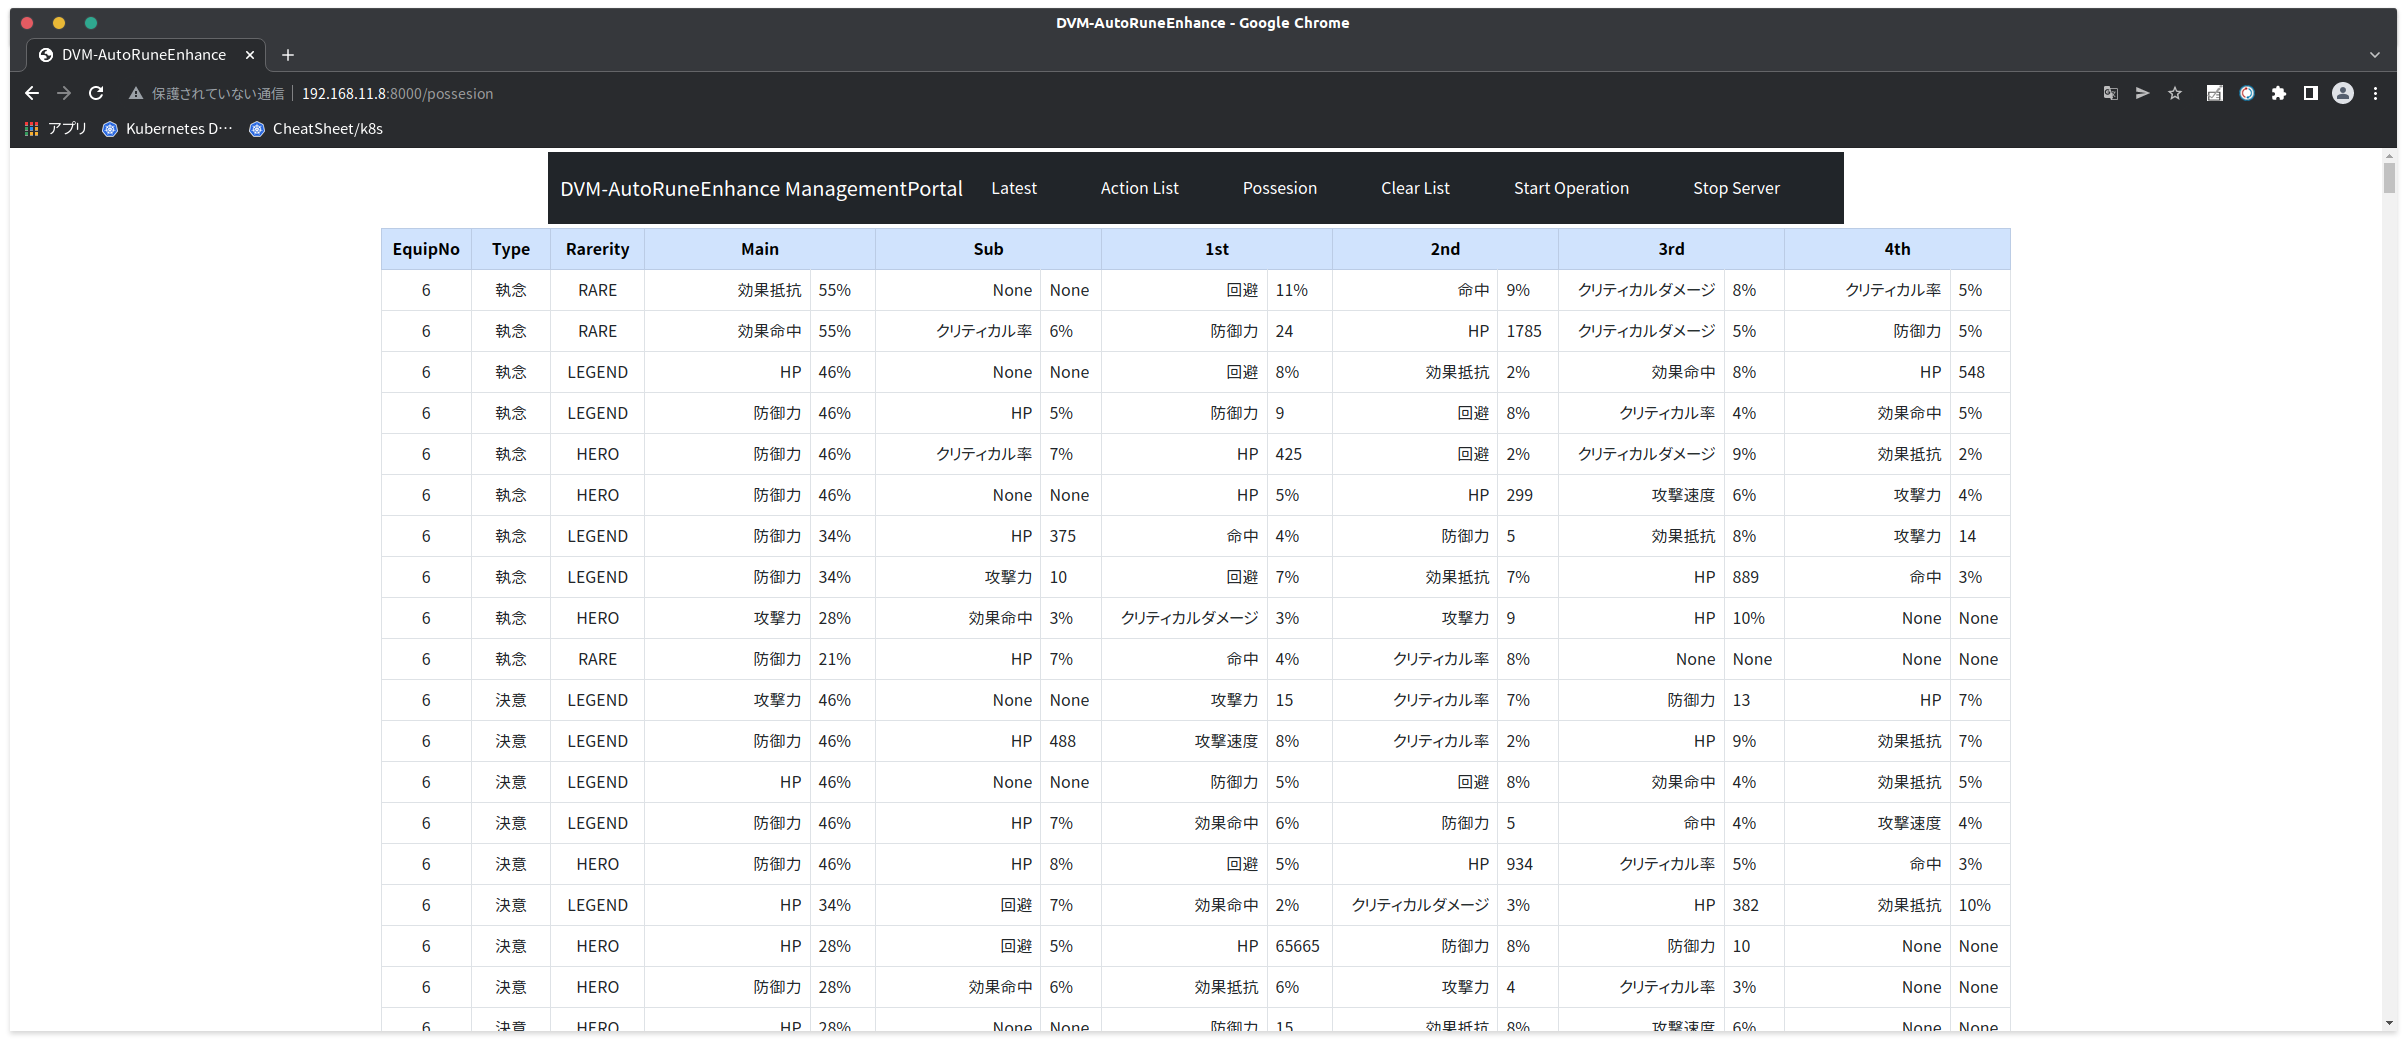 DVM-AutoRuneEnhance - Google Chrome
DVM-AutoRuneEnhance
保護されていない通信 192.168.11.8:8000/possesion
アプリ Kubernetes D… CheatSheet/k8s
DVM-AutoRuneEnhance ManagementPortal Latest Action List Possesion Clear List Start Operation Stop Server
EquipNo Type Rarerity Main Sub 1st 2nd 3rd 4th
6 執念 RARE 効果抵抗 55% None None 回避 11% 命中 9% クリティカルダメージ 8% クリティカル率 5%
6 執念 RARE 効果命中 55% クリティカル率 6% 防御力 24 HP 1785 クリティカルダメージ 5% 防御力 5%
6 執念 LEGEND HP 46% None None 回避 8% 効果抵抗 2% 効果命中 8% HP 548
6 執念 LEGEND 防御力 46% HP 5% 防御力 9 回避 8% クリティカル率 4% 効果命中 5%
6 執念 HERO 防御力 46% クリティカル率 7% HP 425 回避 2% クリティカルダメージ 9% 効果抵抗 2%
6 執念 HERO 防御力 46% None None HP 5% HP 299 攻撃速度 6% 攻撃力 4%
6 執念 LEGEND 防御力 34% HP 375 命中 4% 防御力 5 効果抵抗 8% 攻撃力 14
6 執念 LEGEND 防御力 34% 攻撃力 10 回避 7% 効果抵抗 7% HP 889 命中 3%
6 執念 HERO 攻撃力 28% 効果命中 3% クリティカルダメージ 3% 攻撃力 9 HP 10% None None
6 執念 RARE 防御力 21% HP 7% 命中 4% クリティカル率 8% None None None None
6 決意 LEGEND 攻撃力 46% None None 攻撃力 15 クリティカル率 7% 防御力 13 HP 7%
6 決意 LEGEND 防御力 46% HP 488 攻撃速度 8% クリティカル率 2% HP 9% 効果抵抗 7%
6 決意 LEGEND HP 46% None None 防御力 5% 回避 8% 効果命中 4% 効果抵抗 5%
6 決意 LEGEND 防御力 46% HP 7% 効果命中 6% 防御力 5 命中 4% 攻撃速度 4%
6 決意 HERO 防御力 46% HP 8% 回避 5% HP 934 クリティカル率 5% 命中 3%
6 決意 LEGEND HP 34% 回避 7% 効果命中 2% クリティカルダメージ 3% HP 382 効果抵抗 10%
6 決意 HERO HP 28% 回避 5% HP 65665 防御力 8% 防御力 10 None None
6 決意 HERO 防御力 28% 効果命中 6% 効果抵抗 6% 攻撃力 4 クリティカル率 3% None None
6 決意 HERO HP 28% None None 防御力 15 効果抵抗 8% 攻撃速度 6% None None